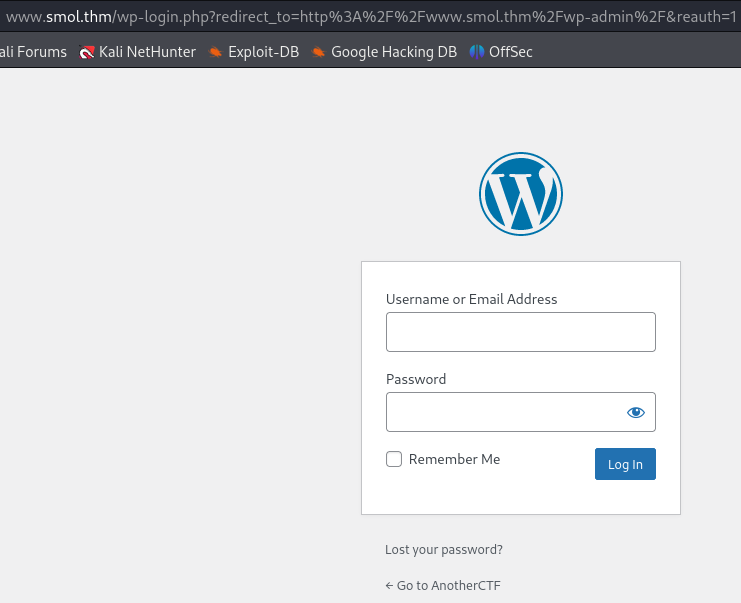 www.smol.thm/wp-login.php?redirect_to=http%3A%2F%2Fwww.smol.thm%2Fwp-admin%2F&reauth=1
ali Forums Kali NetHunter Exploit-DB Google Hacking DB OffSec
Username or Email Address
Password
Remember Me Log In
Lost your password?
← Go to AnotherCTF